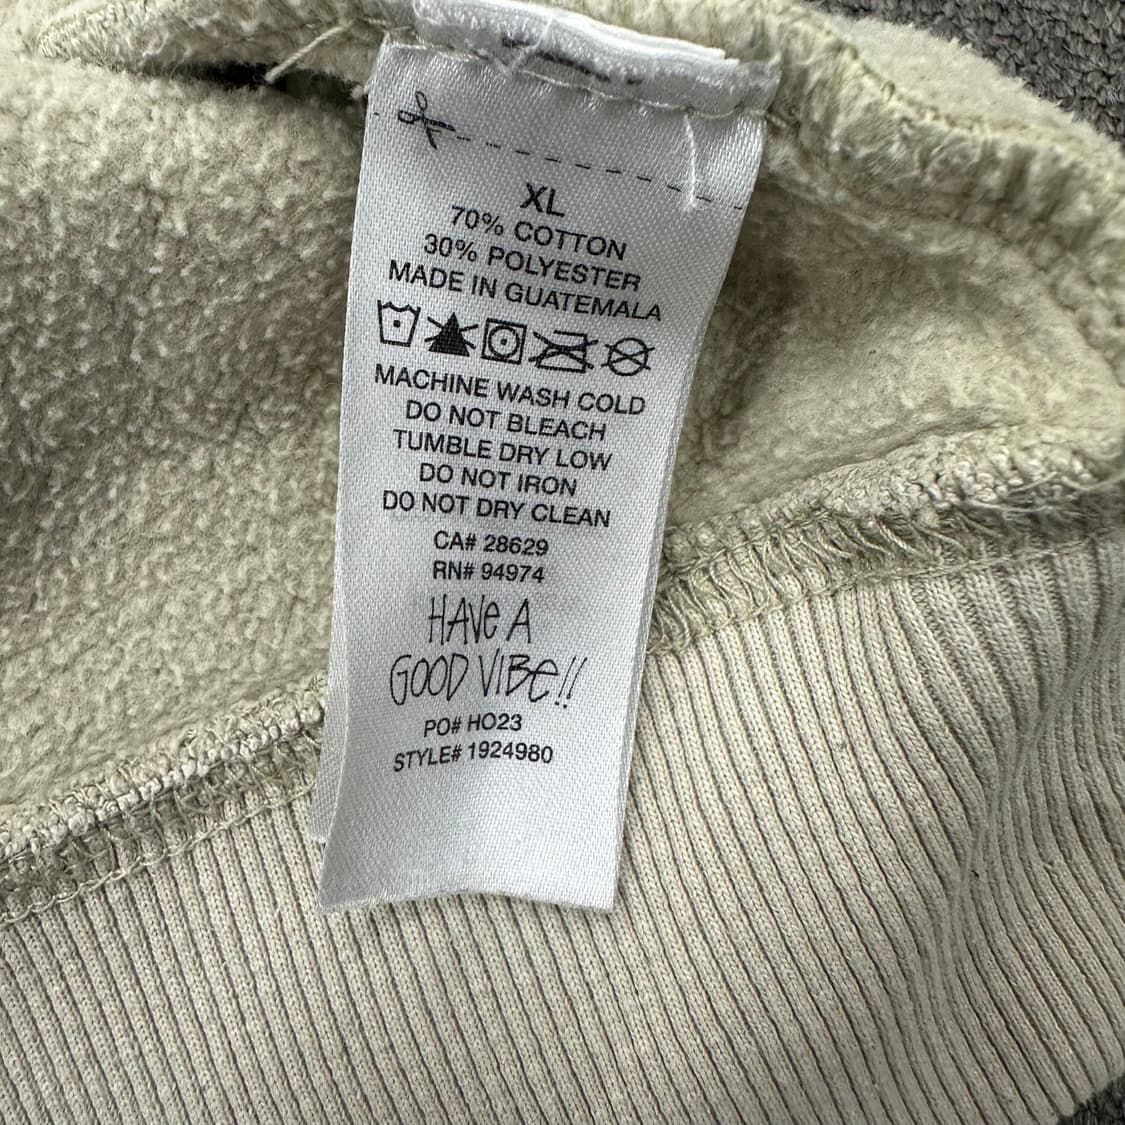 XL
70% COTTON
30% POLYESTER
MADE IN GUATEMALA
MACHINE WASH COLD
DO NOT BLEACH
TUMBLE DRY LOW
DO NOT IRON
DO NOT DRY CLEAN
CA# 28629
RN# 94974
HAVe A
GOOD VIBe!!
PO# HO23
STYLE# 1924980